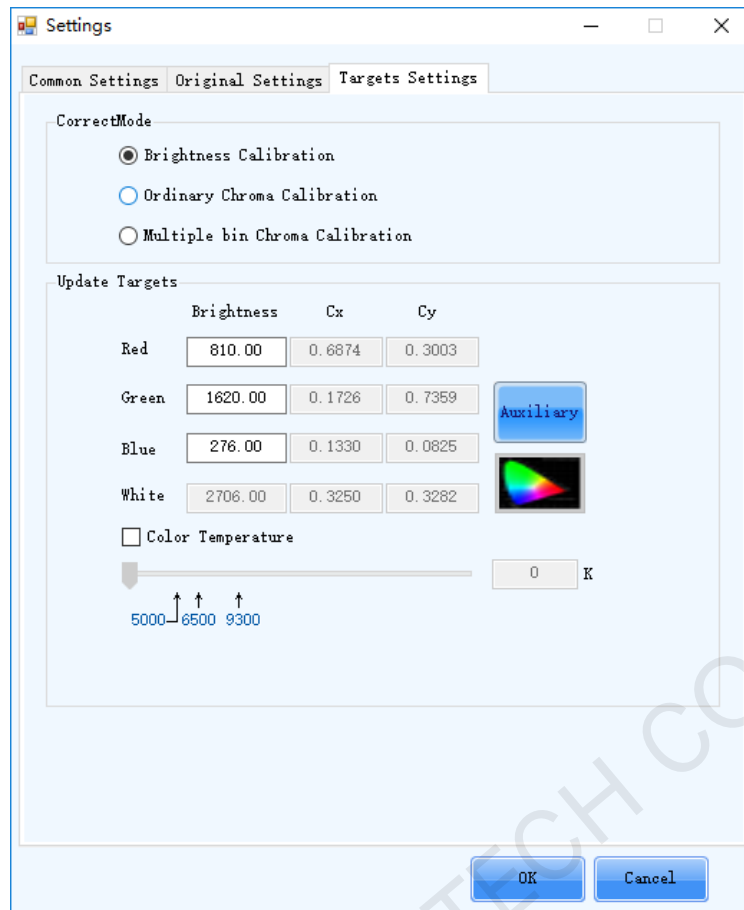 Settings
Common Settings Original Settings Targets Settings
CorrectMode
Brightness Calibration
Ordinary Chroma Calibration
Multiple bin Chroma Calibration
Update Targets
Brightness Cx Cy
Red 810.00 0.6874 0.3003
Green 1620.00 0.1726 0.7359
Auxiliary
Blue 276.00 0.1330 0.0825
White 2706.00 0.3250 0.3282
Color Temperature
0 K
5000 6500 9300
TECH CO
OK Cancel